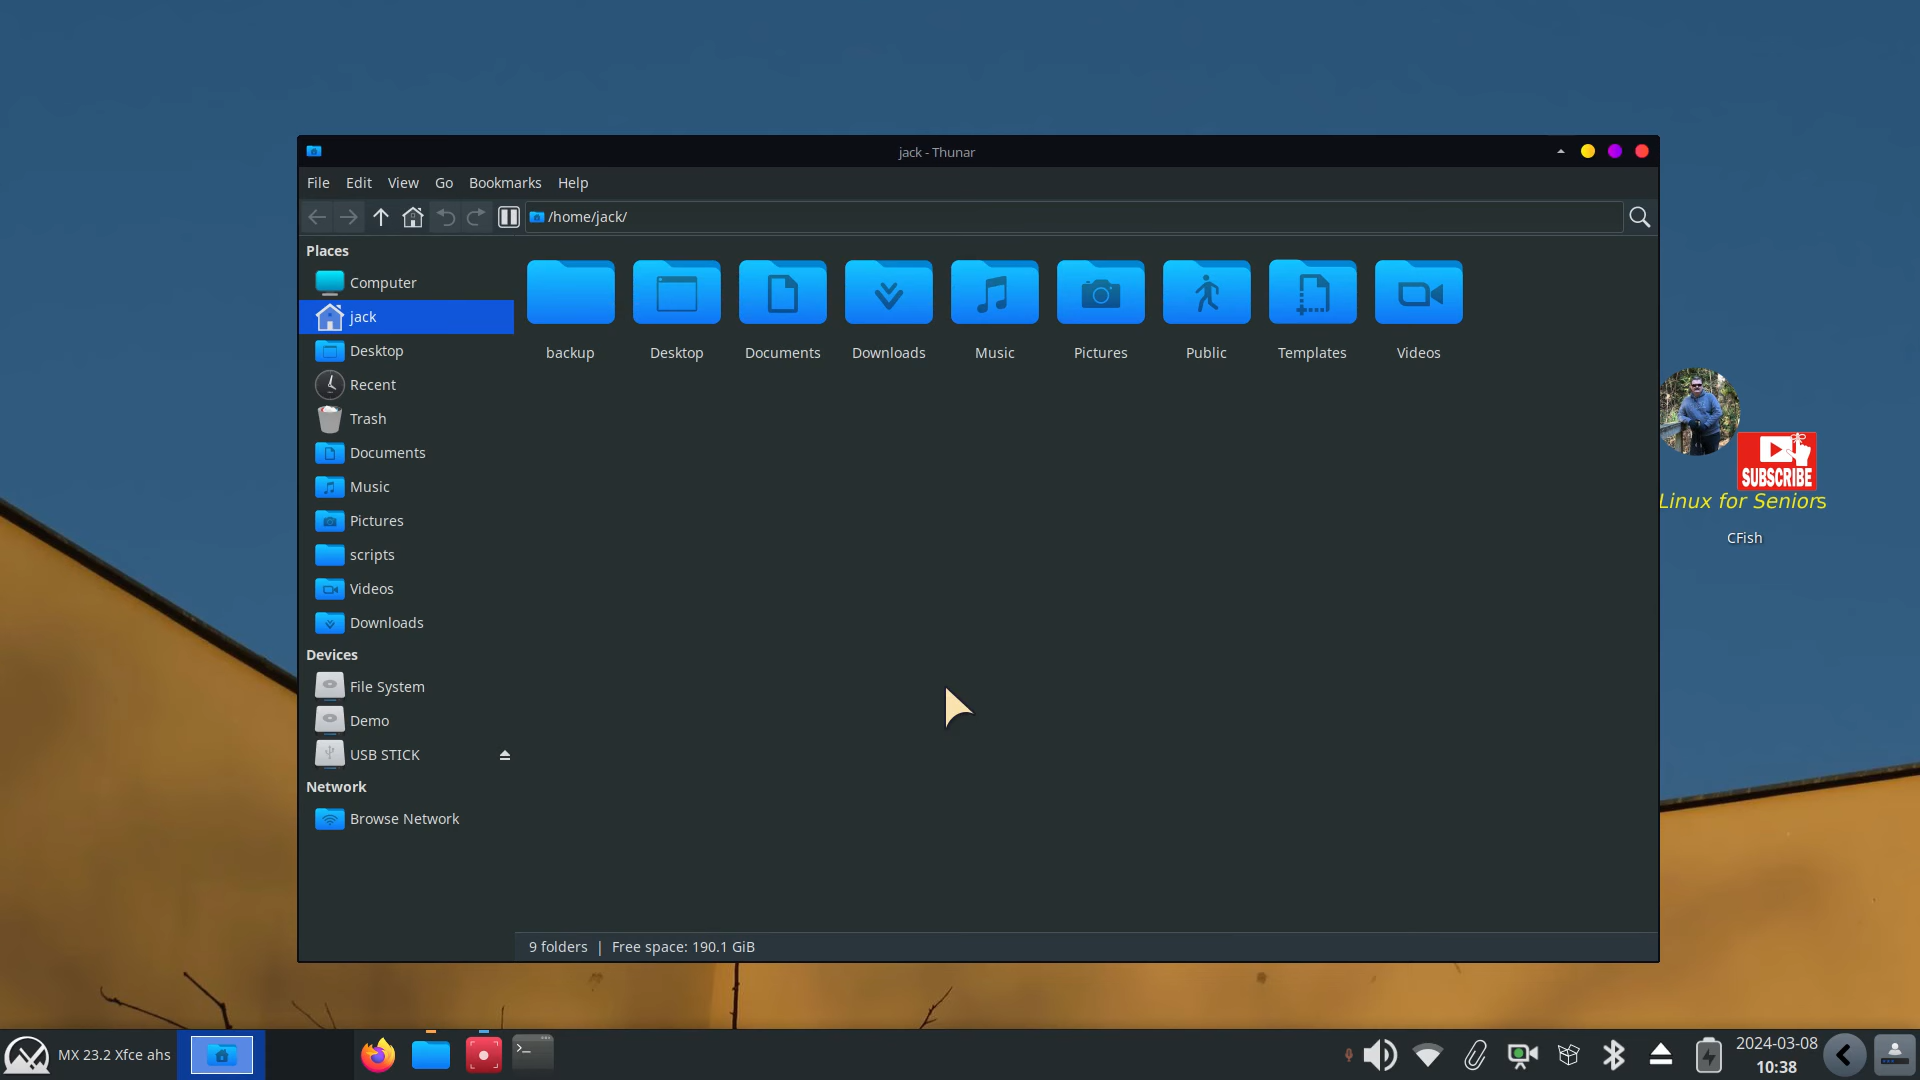 jack - Thunar
File Edit View Go Bookmarks Help
/home/jack/
Places
Computer
jack
Desktop
Recent
Trash
Documents
Music
Pictures
scripts
Videos
Downloads
Devices
File System
Demo
USB STICK
Network
Browse Network
backup Desktop Documents Downloads Music Pictures Public Templates Videos
9 folders | Free space: 190.1 GiB
SUBSCRIBE
Linux for Seniors
CFish
MX 23.2 Xfce ahs
2024-03-08
10:38